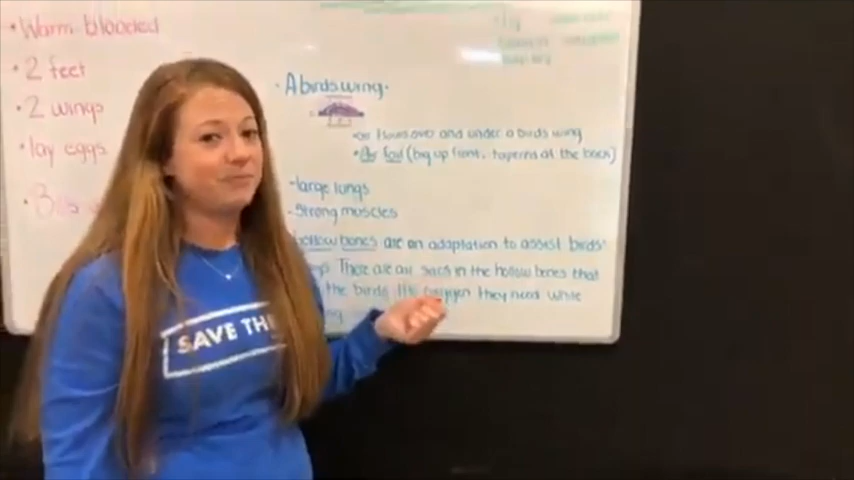 •Warm-blooded
•2 feet
•2 wings
•lay eggs
•A birds wing•
•air flows over and under a birds wing
•Air foil (big up front, taperns at the back)
•large lungs
•Strong muscles
hollow bones are an adaptation to assist birds'
There are air sacs in the hollow bones that
the birds the oxygen they need while
SAVE THE